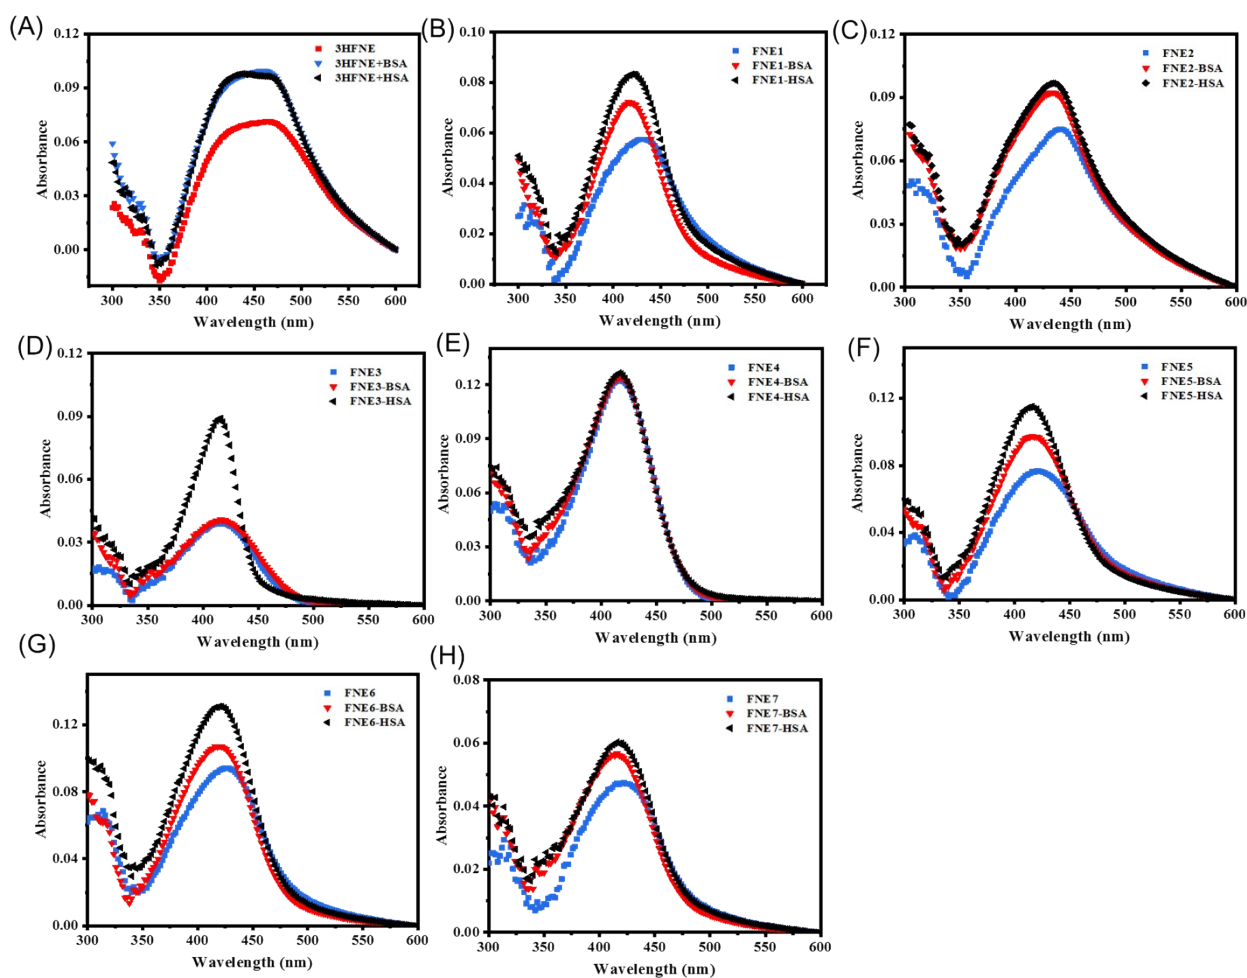 (A)
0.12
0.09
0.06
0.03
0.00
Absorbance
3HFNE
3HFNE+BSA
3HFNE+HSA
300 350 400 450 500 550 600
Wavelength (nm)
(B)
0.10
0.08
0.06
0.04
0.02
0.00
Absorbance
FNE1
FNE1-BSA
FNE1-HSA
300 350 400 450 500 550 600
Wavelength (nm)
(C)
0.12
0.09
0.06
0.03
0.00
Absorbance
FNE2
FNE2-BSA
FNE2-HSA
300 350 400 450 500 550 600
Wavelength (nm)
(D)
0.12
0.09
0.06
0.03
0.00
Absorbance
FNE3
FNE3-BSA
FNE3-HSA
300 350 400 450 500 550 600
Wavelength (nm)
(E)
0.12
0.09
0.06
0.03
0.00
Absorbance
FNE4
FNE4-BSA
FNE4-HSA
300 350 400 450 500 550 600
Wavelength (nm)
(F)
0.12
0.08
0.04
0.00
Absorbance
FNE5
FNE5-BSA
FNE5-HSA
300 350 400 450 500 550 600
Wavelength (nm)
(G)
0.12
0.08
0.04
0.00
Absorbance
FNE6
FNE6-BSA
FNE6-HSA
300 350 400 450 500 550 600
Wavelength (nm)
(H)
0.08
0.06
0.04
0.02
0.00
Absorbance
FNE7
FNE7-BSA
FNE7-HSA
300 350 400 450 500 550 600
Wavelength (nm)